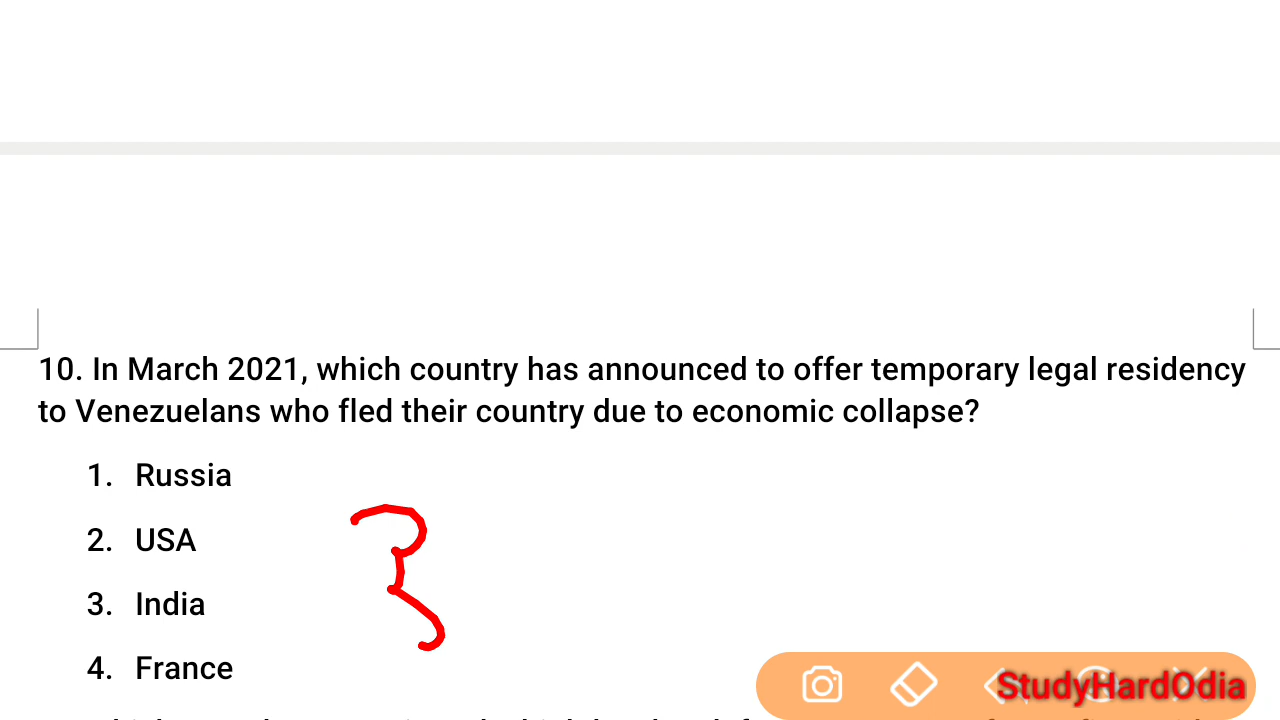 10. In March 2021, which country has announced to offer temporary legal residency
to Venezuelans who fled their country due to economic collapse?
1. Russia
2. USA
3. India
4. France
StudyHardOdia